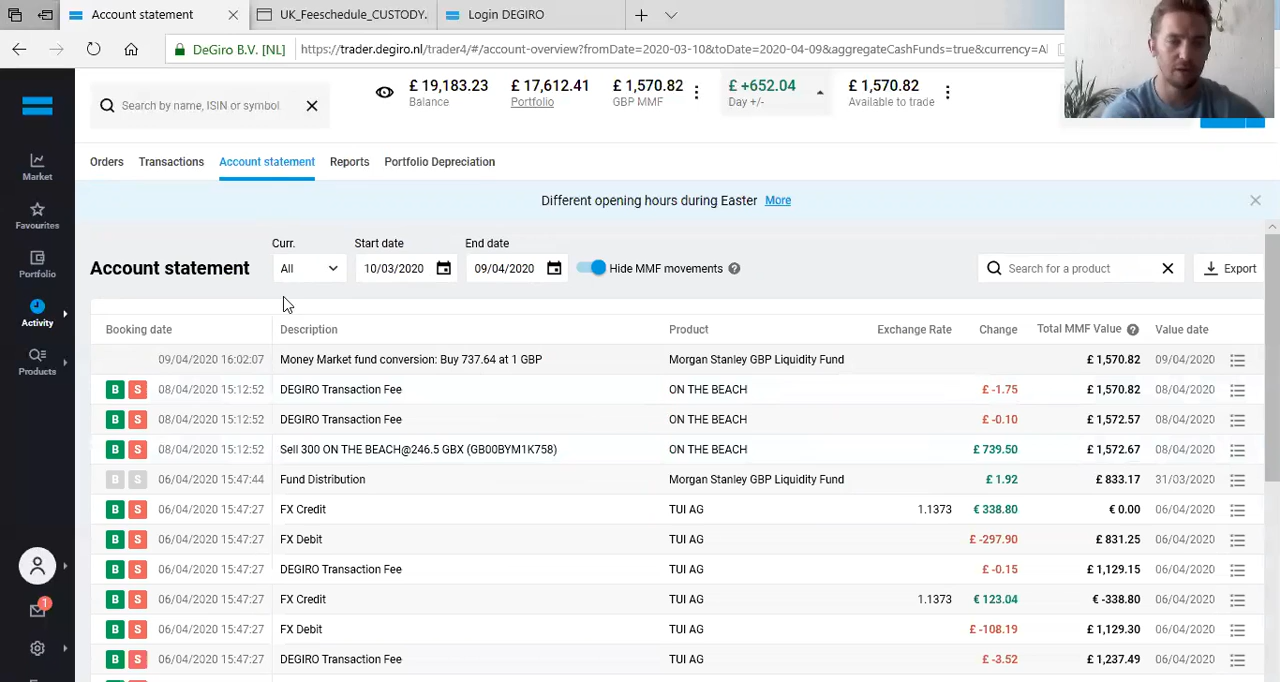 Account statement
UK_Feeschedule_CUSTODY.
Login DEGIRO
DeGiro B.V. [NL]
https://trader.degiro.nl/trader4/#/account-overview?fromDate=2020-03-10&toDate=2020-04-09&aggregateCashFunds=true&currency=Al
Search by name, ISIN or symbol
£ 19,183.23 £ 17,612.41 £ 1,570.82 £ +652.04 £ 1,570.82
Balance Portfolio GBP MMF Day +/- Available to trade
Market
Favourites
Portfolio
Activity
Products
1
Orders Transactions Account statement Reports Portfolio Depreciation
Different opening hours during Easter More
Curr. Start date End date
Account statement All 10/03/2020 09/04/2020 Hide MMF movements ? Search for a product Export
Booking date Description Product Exchange Rate Change Total MMF Value ? Value date
09/04/2020 16:02:07 Money Market fund conversion: Buy 737.64 at 1 GBP Morgan Stanley GBP Liquidity Fund £ 1,570.82 09/04/2020
B S 08/04/2020 15:12:52 DEGIRO Transaction Fee ON THE BEACH £ -1.75 £ 1,570.82 08/04/2020
B S 08/04/2020 15:12:52 DEGIRO Transaction Fee ON THE BEACH £ -0.10 £ 1,572.57 08/04/2020
B S 08/04/2020 15:12:52 Sell 300 ON THE BEACH@246.5 GBX (GB00BYM1K758) ON THE BEACH £ 739.50 £ 1,572.67 08/04/2020
B S 06/04/2020 15:47:44 Fund Distribution Morgan Stanley GBP Liquidity Fund £ 1.92 £ 833.17 31/03/2020
B S 06/04/2020 15:47:27 FX Credit TUI AG 1.1373 € 338.80 € 0.00 06/04/2020
B S 06/04/2020 15:47:27 FX Debit TUI AG £ -297.90 £ 831.25 06/04/2020
B S 06/04/2020 15:47:27 DEGIRO Transaction Fee TUI AG £ -0.15 £ 1,129.15 06/04/2020
B S 06/04/2020 15:47:27 FX Credit TUI AG 1.1373 € 123.04 € -338.80 06/04/2020
B S 06/04/2020 15:47:27 FX Debit TUI AG £ -108.19 £ 1,129.30 06/04/2020
B S 06/04/2020 15:47:27 DEGIRO Transaction Fee TUI AG £ -3.52 £ 1,237.49 06/04/2020